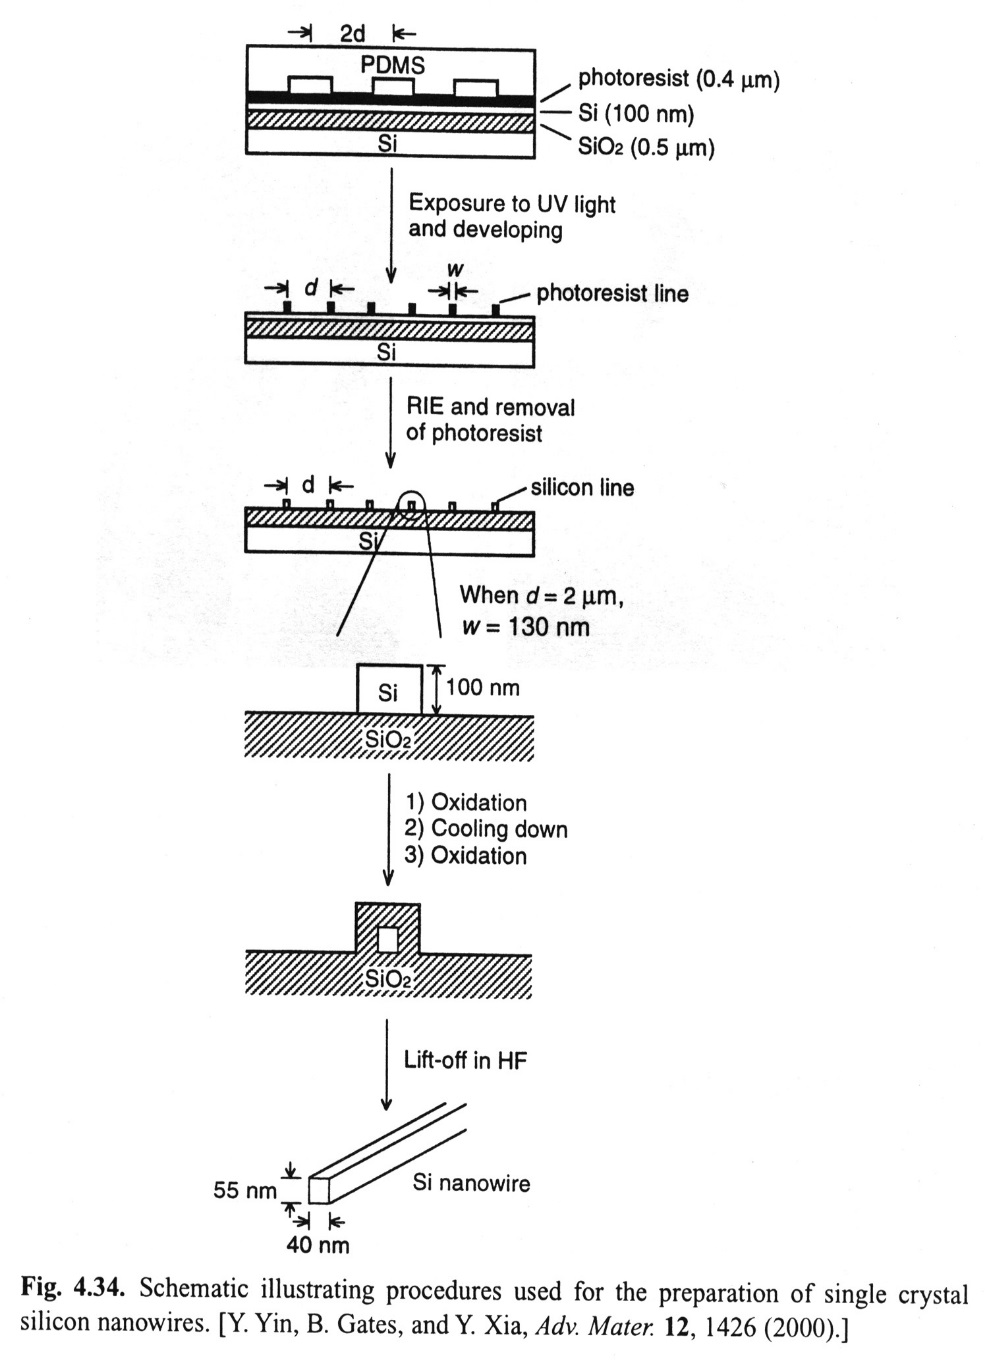 2d
PDMS
photoresist (0.4 μm)
Si (100 nm)
SiO₂ (0.5 μm)
Si
Exposure to UV light
and developing
d
w
photoresist line
Si
RIE and removal
of photoresist
d
silicon line
Si
When d = 2 μm,
w = 130 nm
Si
100 nm
SiO₂
1) Oxidation
2) Cooling down
3) Oxidation
SiO₂
Lift-off in HF
55 nm
Si nanowire
40 nm
Fig. 4.34. Schematic illustrating procedures used for the preparation of single crystal
silicon nanowires. [Y. Yin, B. Gates, and Y. Xia, Adv. Mater. 12, 1426 (2000).]